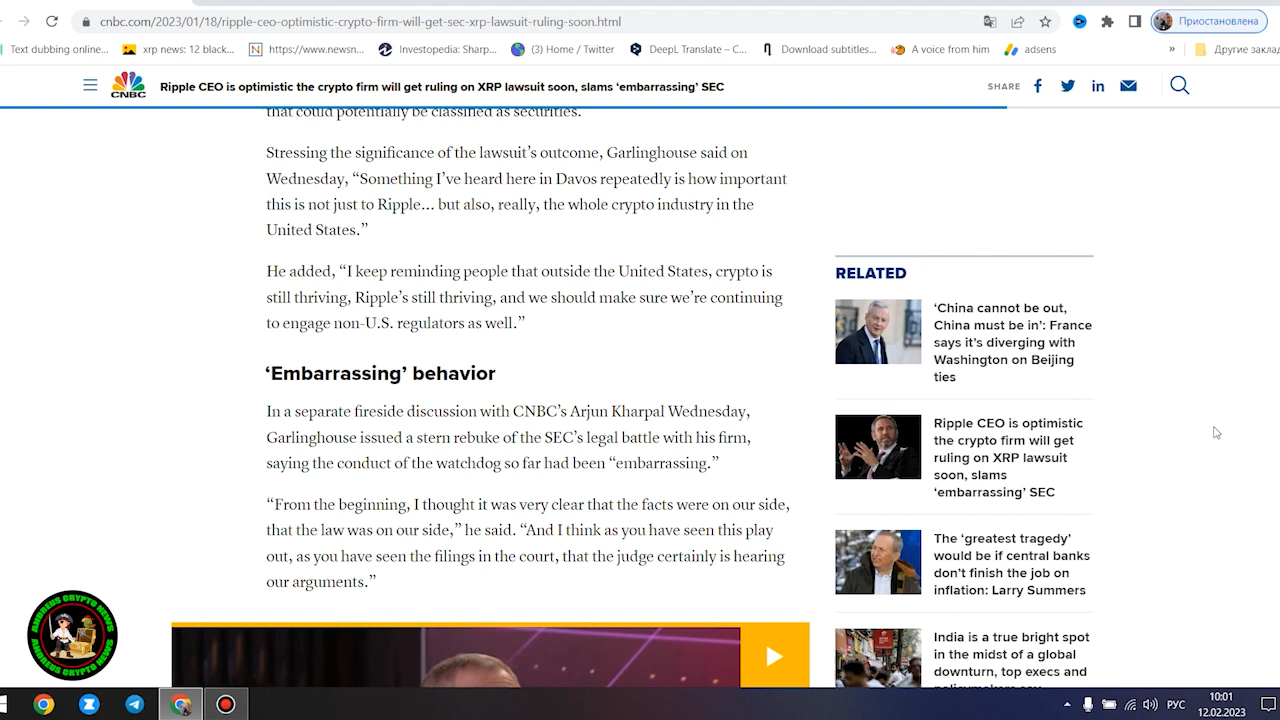 cnbc.com/2023/01/18/ripple-ceo-optimistic-crypto-firm-will-get-sec-xrp-lawsuit-ruling-soon.html
Приостановлена
Text dubbing online...
xrp news: 12 black...
https://www.newsn...
Investopedia: Sharp...
(3) Home / Twitter
DeepL Translate – C...
Download subtitles...
A voice from him
adsens
»
Другие закла
CNBC
Ripple CEO is optimistic the crypto firm will get ruling on XRP lawsuit soon, slams ‘embarrassing’ SEC
SHARE
that could potentially be classified as securities.
Stressing the significance of the lawsuit’s outcome, Garlinghouse said on
Wednesday, “Something I’ve heard here in Davos repeatedly is how important
this is not just to Ripple… but also, really, the whole crypto industry in the
United States.”
He added, “I keep reminding people that outside the United States, crypto is
still thriving, Ripple’s still thriving, and we should make sure we’re continuing
to engage non-U.S. regulators as well.”
‘Embarrassing’ behavior
In a separate fireside discussion with CNBC’s Arjun Kharpal Wednesday,
Garlinghouse issued a stern rebuke of the SEC’s legal battle with his firm,
saying the conduct of the watchdog so far had been “embarrassing.”
“From the beginning, I thought it was very clear that the facts were on our side,
that the law was on our side,” he said. “And I think as you have seen this play
out, as you have seen the filings in the court, that the judge certainly is hearing
our arguments.”
RELATED
‘China cannot be out,
China must be in’: France
says it’s diverging with
Washington on Beijing
ties
Ripple CEO is optimistic
the crypto firm will get
ruling on XRP lawsuit
soon, slams
‘embarrassing’ SEC
The ‘greatest tragedy’
would be if central banks
don’t finish the job on
inflation: Larry Summers
India is a true bright spot
in the midst of a global
downturn, top execs and
ANDREUS CRYPTO NEWS
ANDREUS CRYPTO NEWS
РУС
10:01
12.02.2023